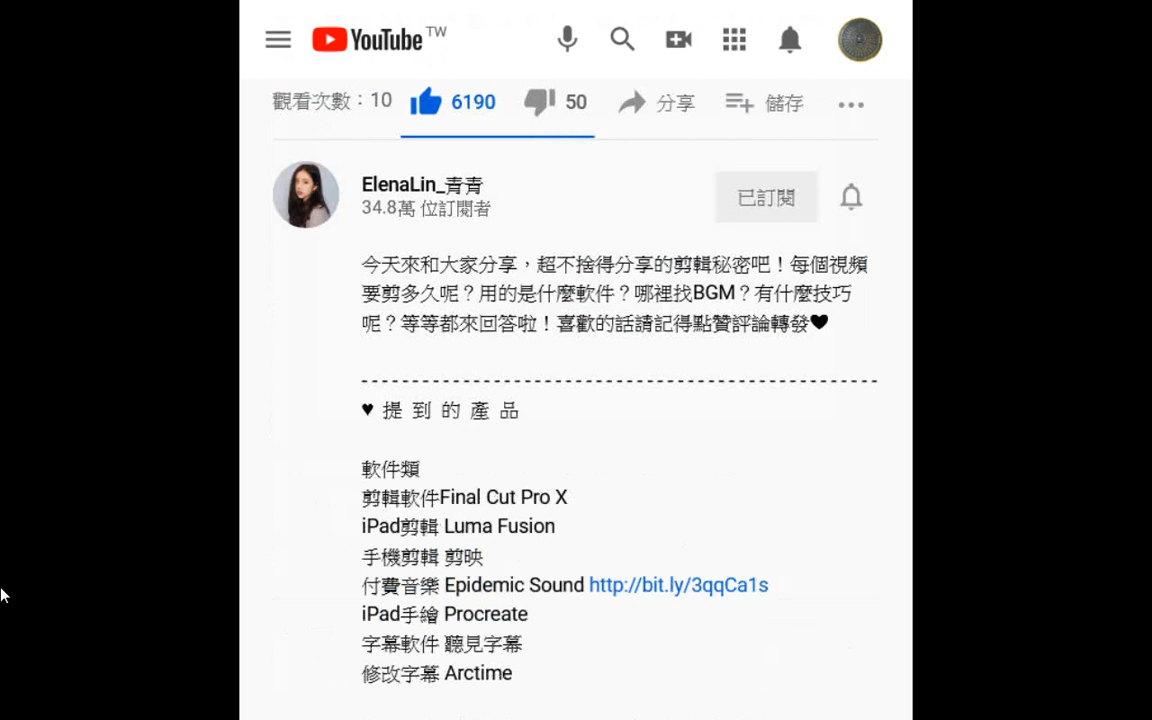 YouTube TW
觀看次數：10 6190 50 分享 儲存
ElenaLin_青青
34.8萬 位訂閱者
已訂閱
今天來和大家分享，超不捨得分享的剪輯秘密吧！每個視頻
要剪多久呢？用的是什麼軟件？哪裡找BGM？有什麼技巧
呢？等等都來回答啦！喜歡的話請記得點贊評論轉發♥
--------------------------------------------------
♥ 提 到 的 產 品
軟件類
剪輯軟件Final Cut Pro X
iPad剪輯 Luma Fusion
手機剪輯 剪映
付費音樂 Epidemic Sound http://bit.ly/3qqCa1s
iPad手繪 Procreate
字幕軟件 聽見字幕
修改字幕 Arctime